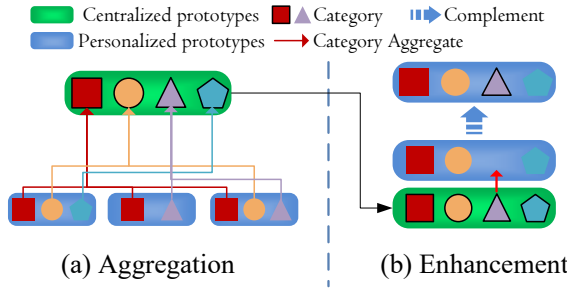 Centralized prototypes Category Complement
Personalized prototypes Category Aggregate
(a) Aggregation (b) Enhancement